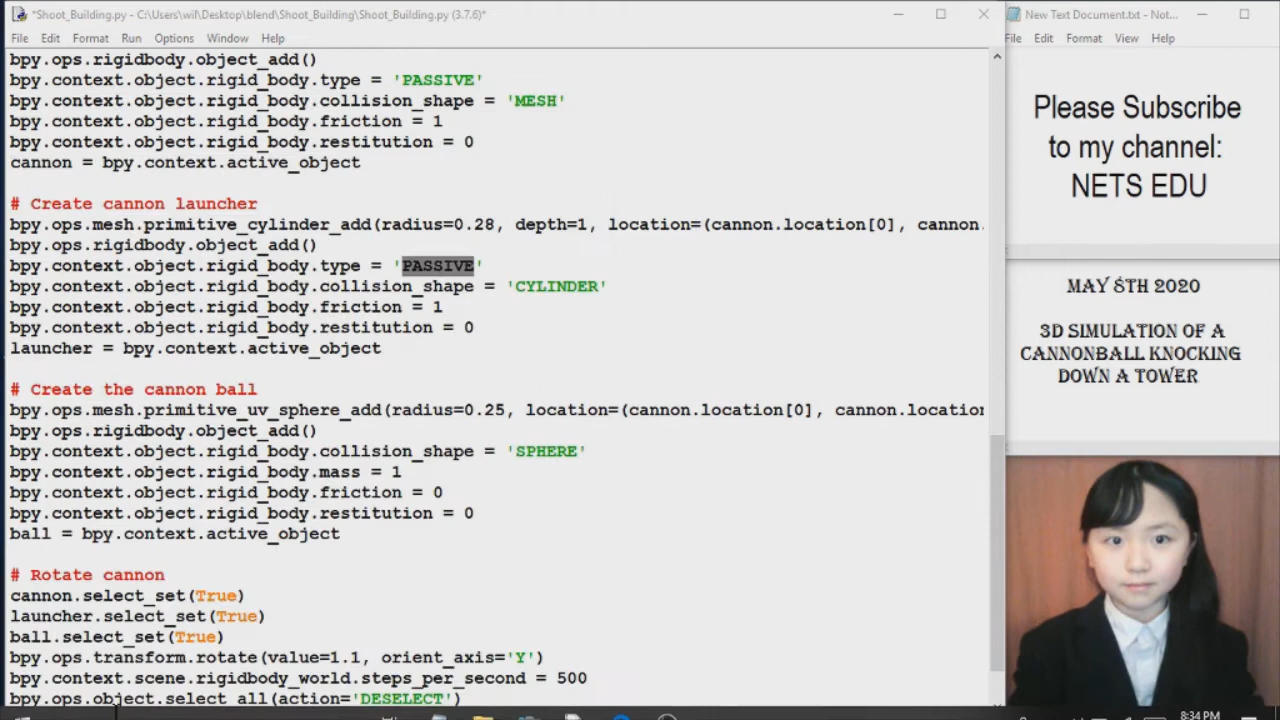 *Shoot_Building.py - C:\Users\wil\Desktop\blend\Shoot_Building\Shoot_Building.py (3.7.6)*
File Edit Format Run Options Window Help
bpy.ops.rigidbody.object_add()
bpy.context.object.rigid_body.type = 'PASSIVE'
bpy.context.object.rigid_body.collision_shape = 'MESH'
bpy.context.object.rigid_body.friction = 1
bpy.context.object.rigid_body.restitution = 0
cannon = bpy.context.active_object
# Create cannon launcher
bpy.ops.mesh.primitive_cylinder_add(radius=0.28, depth=1, location=(cannon.location[0], cannon.
bpy.ops.rigidbody.object_add()
bpy.context.object.rigid_body.type = 'PASSIVE'
bpy.context.object.rigid_body.collision_shape = 'CYLINDER'
bpy.context.object.rigid_body.friction = 1
bpy.context.object.rigid_body.restitution = 0
launcher = bpy.context.active_object
# Create the cannon ball
bpy.ops.mesh.primitive_uv_sphere_add(radius=0.25, location=(cannon.location[0], cannon.locatior
bpy.ops.rigidbody.object_add()
bpy.context.object.rigid_body.collision_shape = 'SPHERE'
bpy.context.object.rigid_body.mass = 1
bpy.context.object.rigid_body.friction = 0
bpy.context.object.rigid_body.restitution = 0
ball = bpy.context.active_object
# Rotate cannon
cannon.select_set(True)
launcher.select_set(True)
ball.select_set(True)
bpy.ops.transform.rotate(value=1.1, orient_axis='Y')
bpy.context.scene.rigidbody_world.steps_per_second = 500
bpy.ops.object.select_all(action='DESELECT')
New Text Document.txt - Not...
File Edit Format View Help
Please Subscribe
to my channel:
NETS EDU
MAY 8TH 2020
3D SIMULATION OF A
CANNONBALL KNOCKING
DOWN A TOWER
8:34 PM